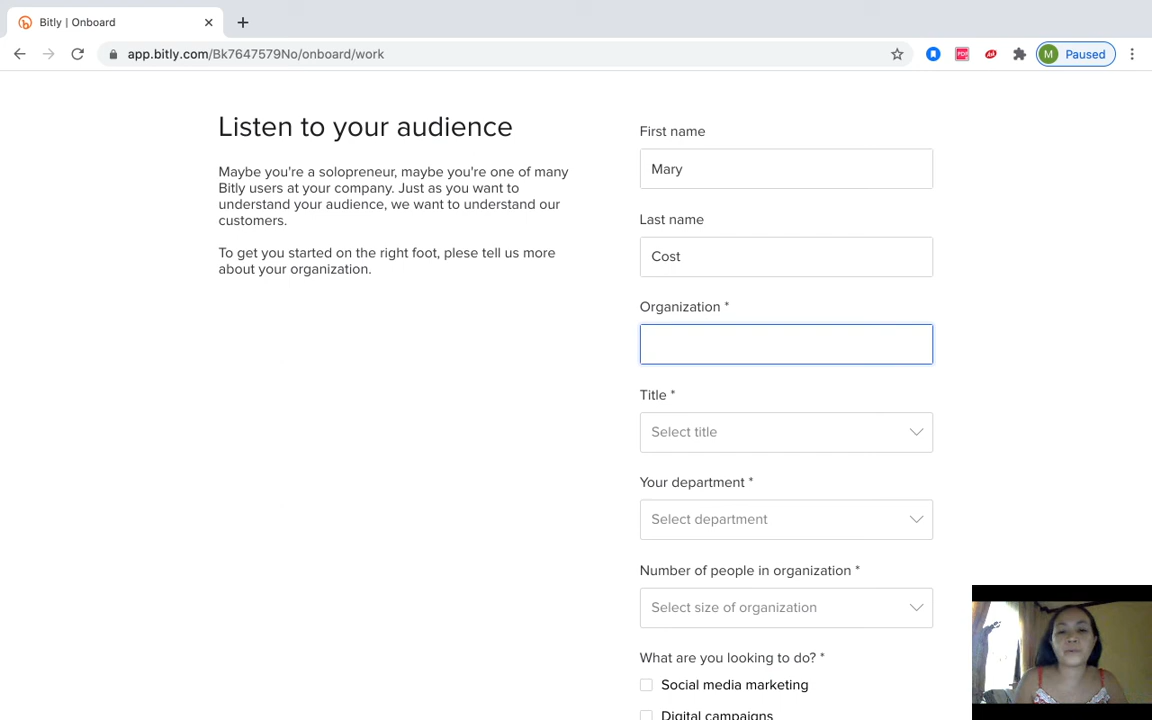 Bitly | Onboard
app.bitly.com/Bk7647579No/onboard/work
PDF
M
Paused
Listen to your audience
Maybe you're a solopreneur, maybe you're one of many
Bitly users at your company. Just as you want to
understand your audience, we want to understand our
customers.
To get you started on the right foot, plese tell us more
about your organization.
First name
Mary
Last name
Cost
Organization *
Title *
Select title
Your department *
Select department
Number of people in organization *
Select size of organization
What are you looking to do? *
Social media marketing
Digital campaigns